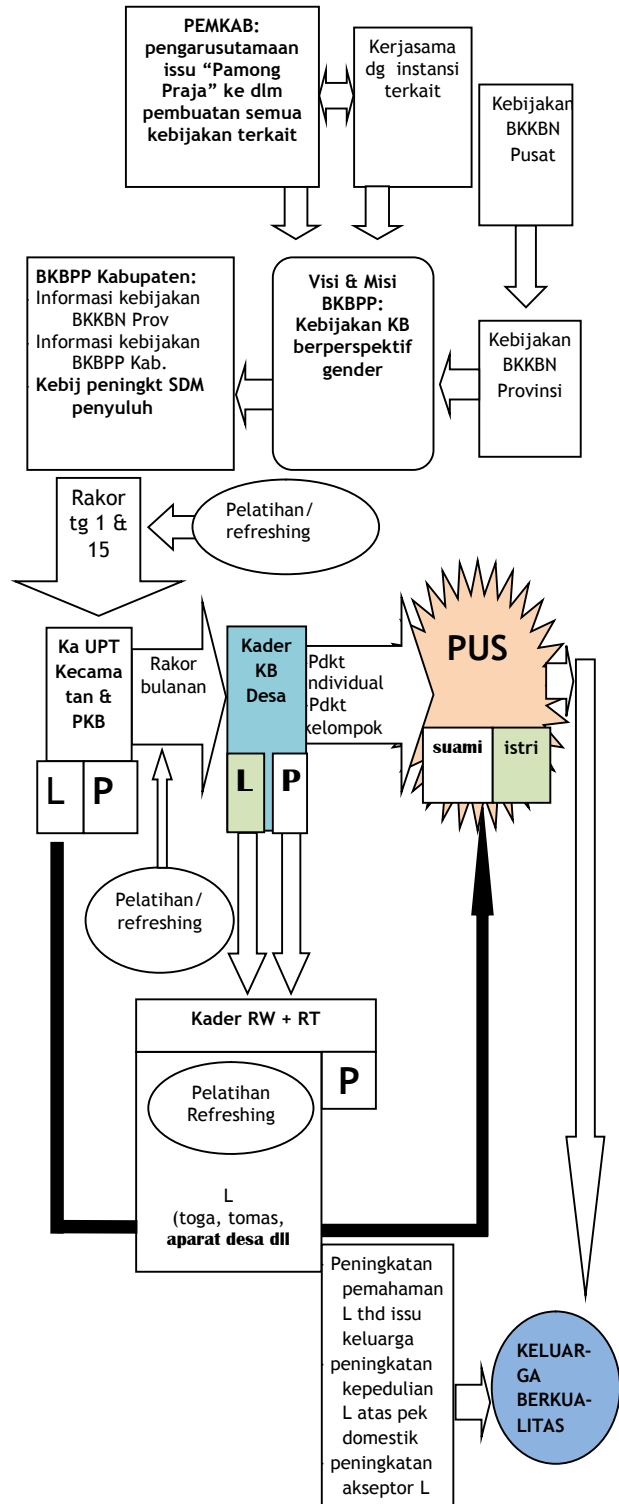 PEMKAB:
pengarusutamaan
issu “Pamong
Praja” ke dlm
pembuatan semua
kebijakan terkait
Kerjasama
dg instansi
terkait
Kebijakan
BKKBN
Pusat
BKBPP Kabupaten:
Informasi kebijakan
BKKBN Prov
Informasi kebijakan
BKBPP Kab.
Kebij peningkt SDM
penyuluh
Visi & Misi
BKBPP:
Kebijakan KB
berperspektif
gender
Kebijakan
BKKBN
Provinsi
Rakor
tg 1 &
15
Pelatihan/
refreshing
Ka UPT
Kecama
tan &
PKB
L P
Rakor
bulanan
Kader
KB
Desa
L P
-Pdkt
individual
-Pdkt
kelompok
PUS
suami istri
Pelatihan/
refreshing
Kader RW + RT
P
Pelatihan
Refreshing
L
(toga, tomas,
aparat desa dll
- Peningkatan
pemahaman
L thd issu
keluarga
- peningkatan
kepedulian
L atas pek
domestik
- peningkatan
akseptor L
KELUAR-
GA
BERKUA-
LITAS